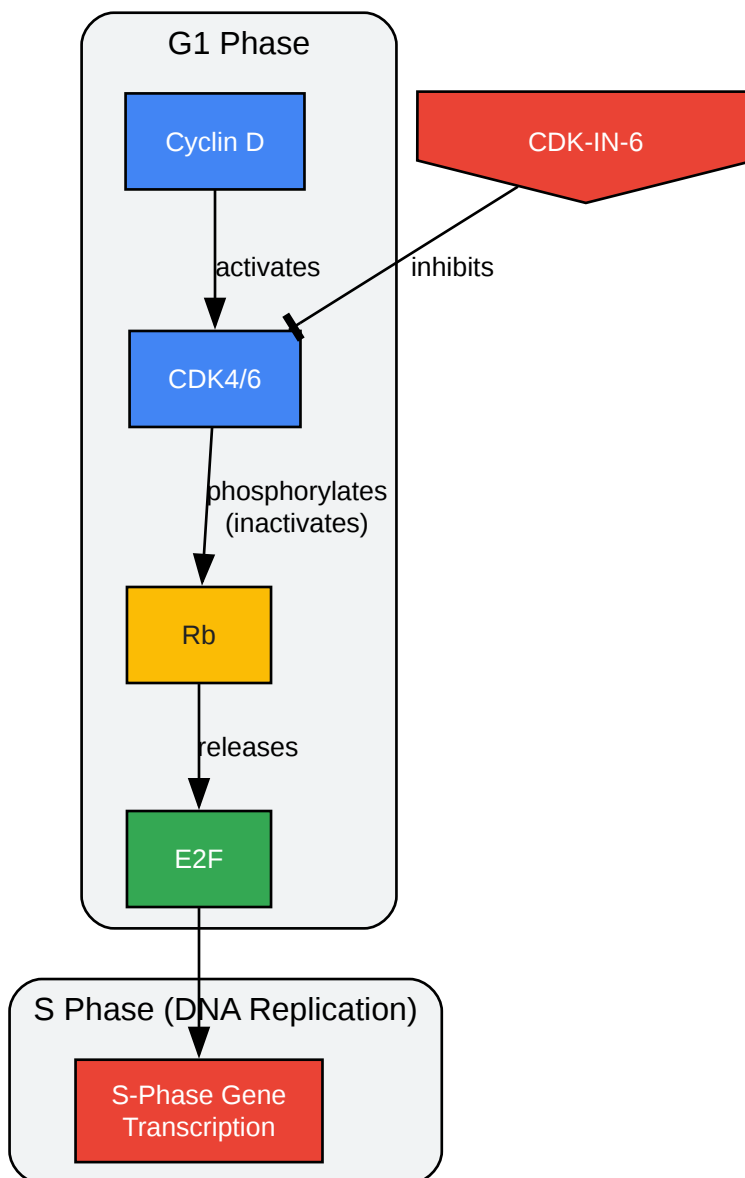 G1 Phase
Cyclin D
CDK-IN-6
activates
inhibits
CDK4/6
phosphorylates
(inactivates)
Rb
releases
E2F
S Phase (DNA Replication)
S-Phase Gene
Transcription